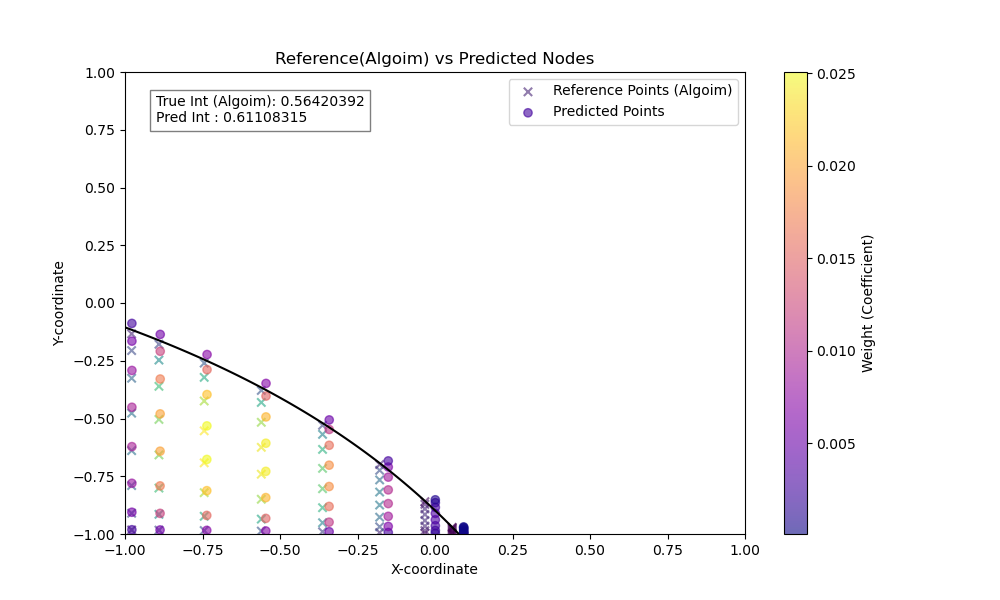 Reference(Algoim) vs Predicted Nodes
True Int (Algoim): 0.56420392
Pred Int : 0.61108315
Reference Points (Algoim)
Predicted Points
Y-coordinate
1.00
0.75
0.50
0.25
0.00
−0.25
−0.50
−0.75
−1.00
−1.00
−0.75
−0.50
−0.25
0.00
0.25
0.50
0.75
1.00
X-coordinate
0.025
0.020
0.015
0.010
0.005
Weight (Coefficient)